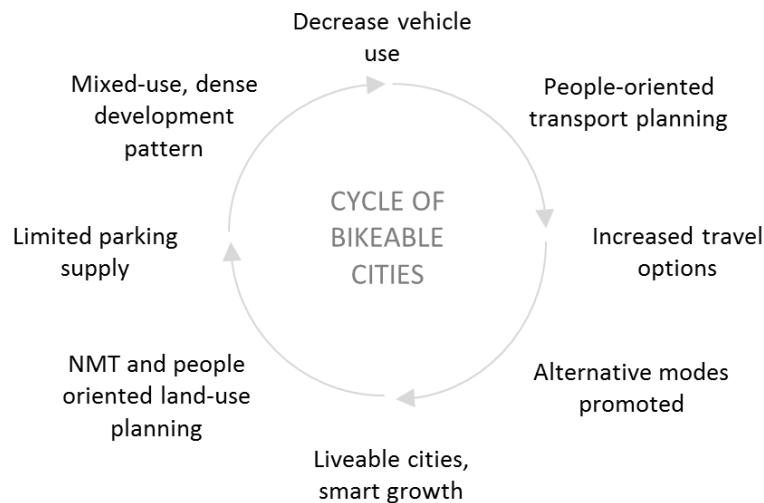 Decrease vehicle
use
People-oriented
transport planning
Increased travel
options
Alternative modes
promoted
Liveable cities,
smart growth
NMT and people
oriented land-use
planning
Limited parking
supply
Mixed-use, dense
development
pattern
CYCLE OF
BIKEABLE
CITIES